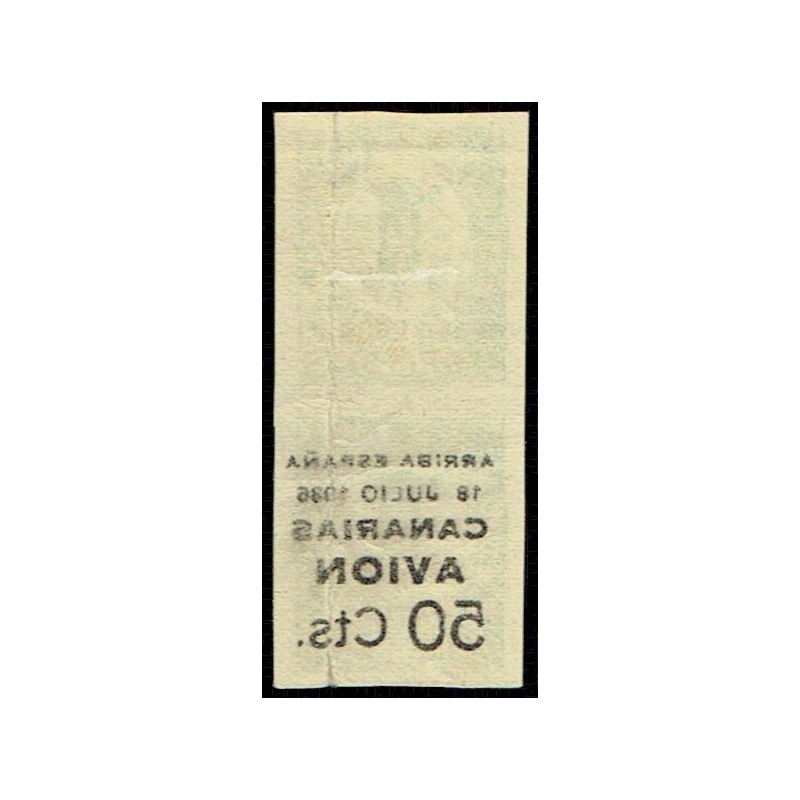 ARRIBA ESPAÑA
18 JULIO 1936
CANARIAS
AVION
50 Cts.